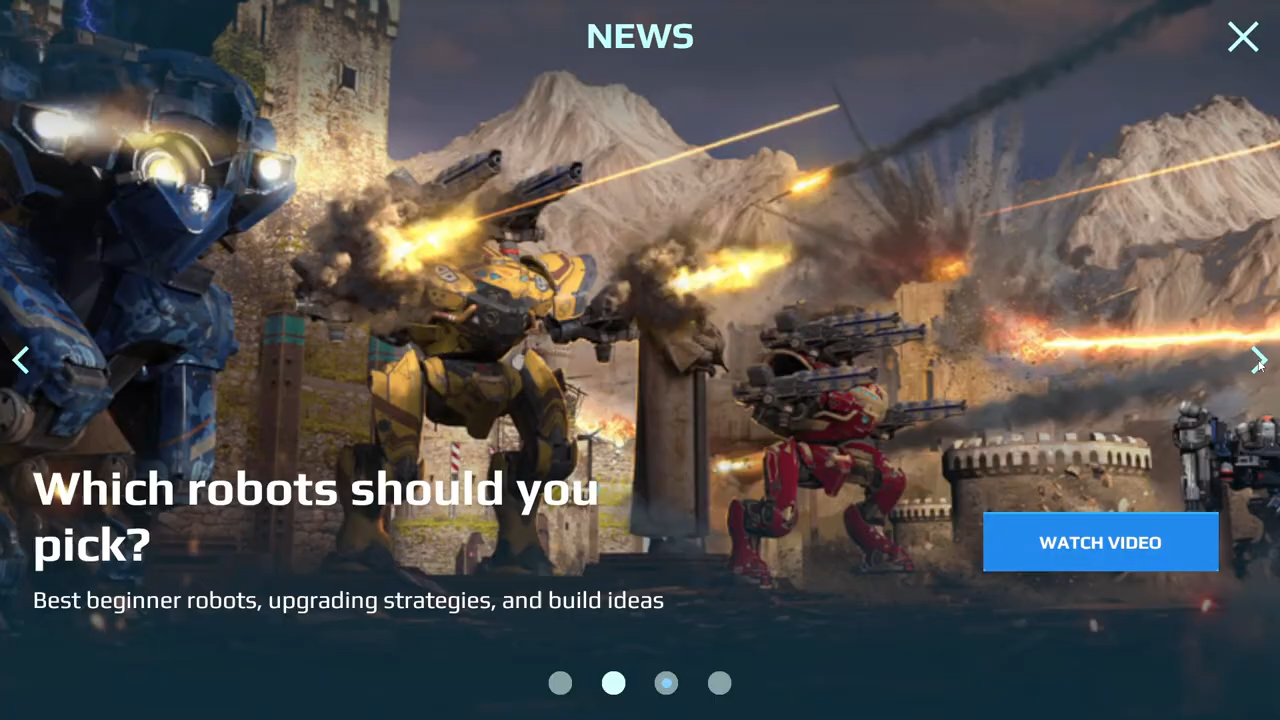 NEWS
Which robots should you
pick?
WATCH VIDEO
Best beginner robots, upgrading strategies, and build ideas